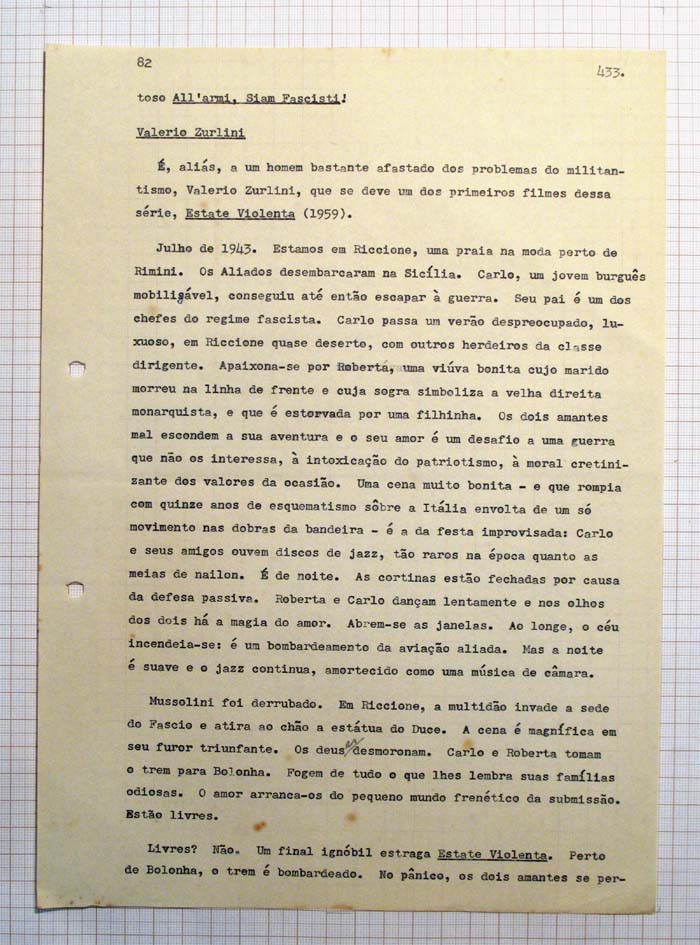 82
433.
toso All'armi, Siam Fascisti!
Valerio Zurlini
É, aliás, a um homem bastante afastado dos problemas do militan-
tismo, Valerio Zurlini, que se deve um dos primeiros filmes dessa
série, Estate Violenta (1959).
Julho de 1943. Estamos em Riccione, uma praia na moda perto de
Rimini. Os Aliados desembarcaram na Sicília. Carlo, um jovem burguês
mobilizável, conseguiu até então escapar à guerra. Seu pai é um dos
chefes do regime fascista. Carlo passa um verão despreocupado, lu-
xuoso, em Riccione quase deserto, com outros herdeiros da classe
dirigente. Apaixona-se por Roberta, uma viúva bonita cujo marido
morreu na linha de frente e cuja sogra simboliza a velha direita
monarquista, e que é estorvada por uma filhinha. Os dois amantes
mal escondem a sua aventura e o seu amor é um desafio a uma guerra
que não os interessa, à intoxicação do patriotismo, à moral cretini-
zante dos valores da ocasião. Uma cena muito bonita - e que rompia
com quinze anos de esquematismo sôbre a Itália envolta de um só
movimento nas dobras da bandeira - é a da festa improvisada: Carlo
e seus amigos ouvem discos de jazz, tão raros na época quanto as
meias de nailon. É de noite. As cortinas estão fechadas por causa
da defesa passiva. Roberta e Carlo dançam lentamente e nos olhos
dos dois há a magia do amor. Abrem-se as janelas. Ao longe, o céu
incendeia-se: é um bombardeamento da aviação aliada. Mas a noite
é suave e o jazz continua, amortecido como uma música de câmara.
Mussolini foi derrubado. Em Riccione, a multidão invade a sede
do Fascio e atira ao chão a estátua do Duce. A cena é magnífica em
seu furor triunfante. Os deuses desmoronam. Carlo e Roberta tomam
o trem para Bolonha. Fogem de tudo o que lhes lembra suas famílias
odiosas. O amor arranca-os do pequeno mundo frenético da submissão.
Estão livres.
Livres? Não. Um final ignóbil estraga Estate Violenta. Perto
de Bolonha, o trem é bombardeado. No pânico, os dois amantes se per-